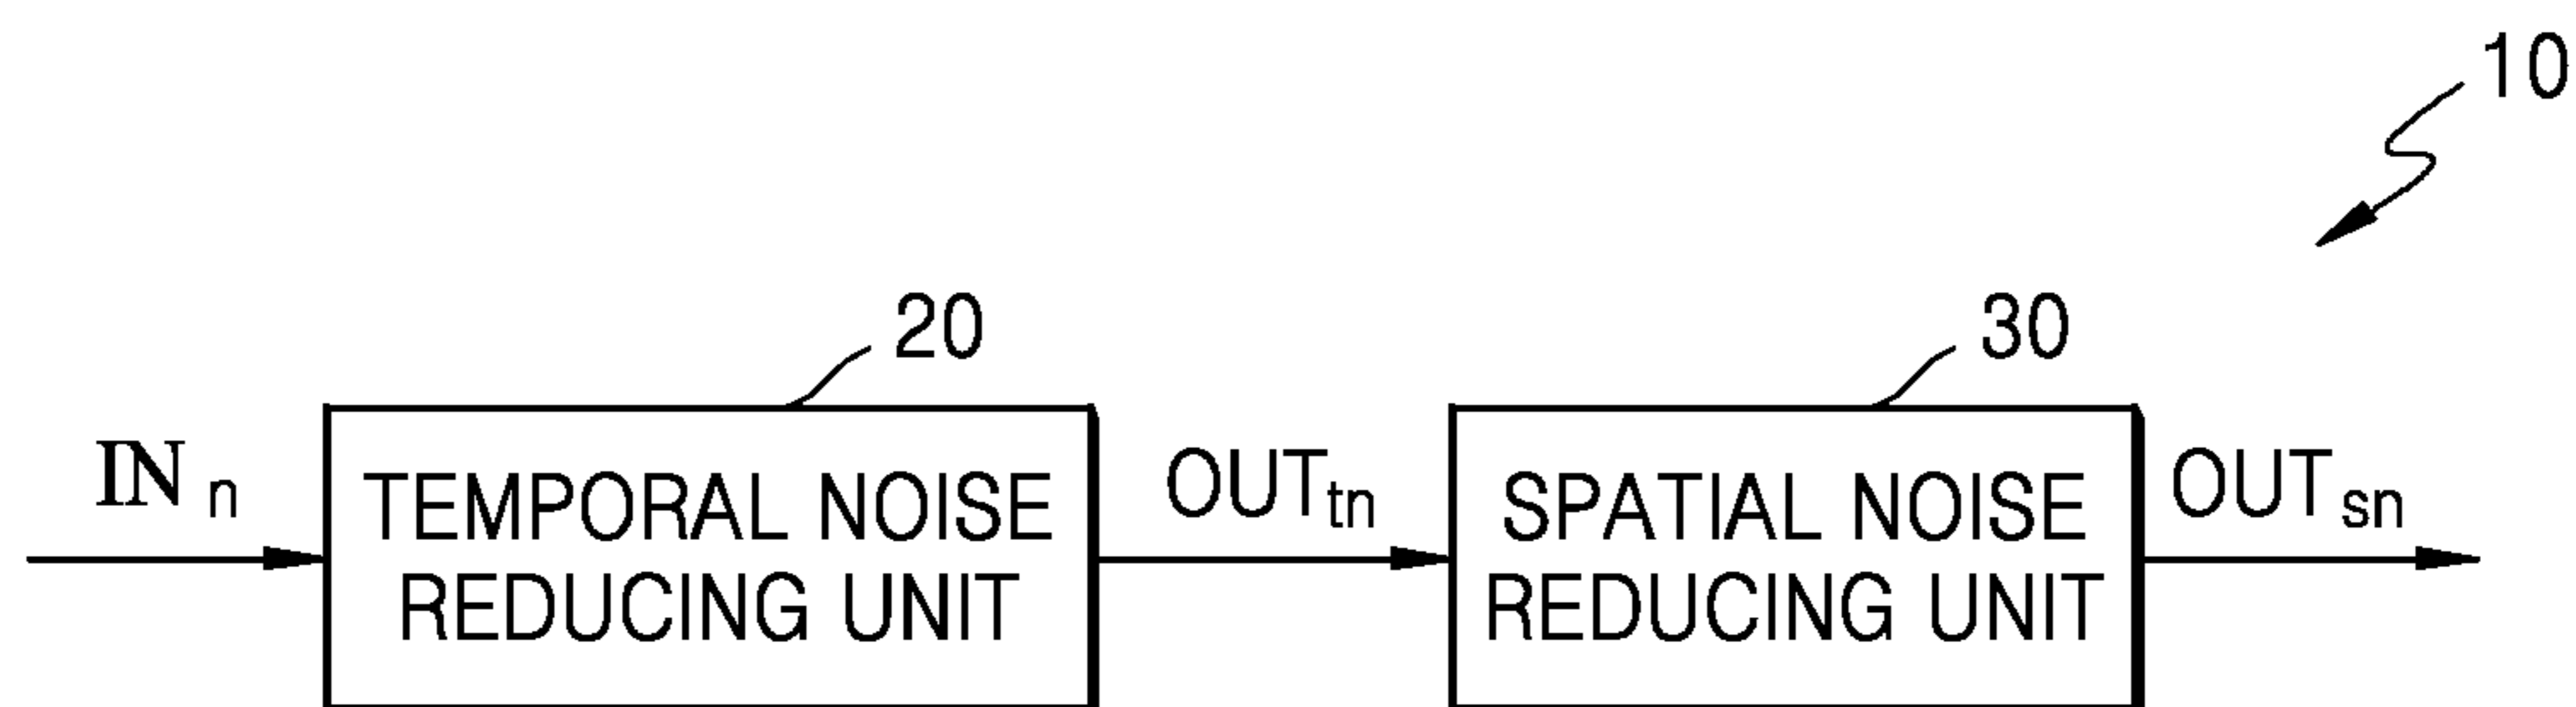 10
20
30
IN n
TEMPORAL NOISE
REDUCING UNIT
OUTtn
SPATIAL NOISE
REDUCING UNIT
OUTsn